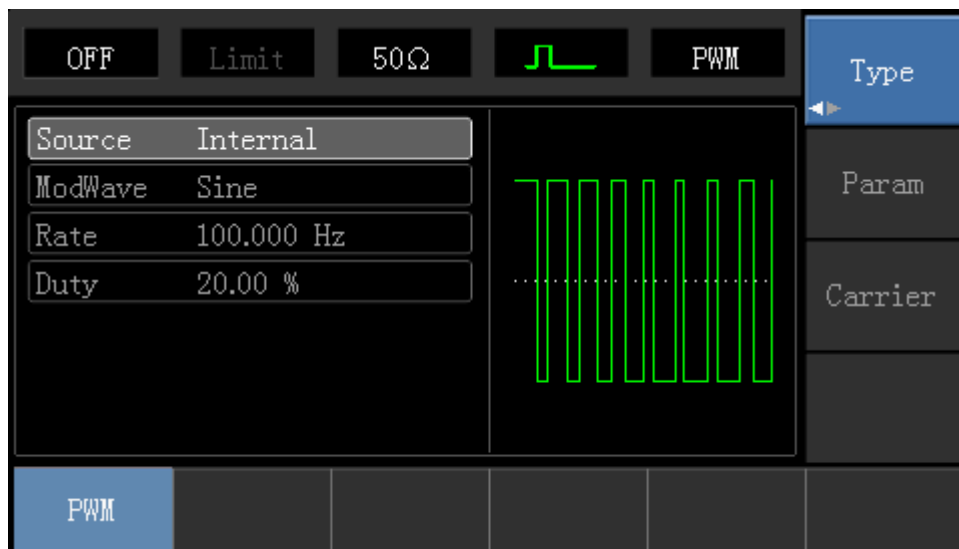 OFF Limit 50Ω PWM Type
Source Internal
ModWave Sine
Param
Rate 100.000 Hz
Duty 20.00 %
Carrier
PWM